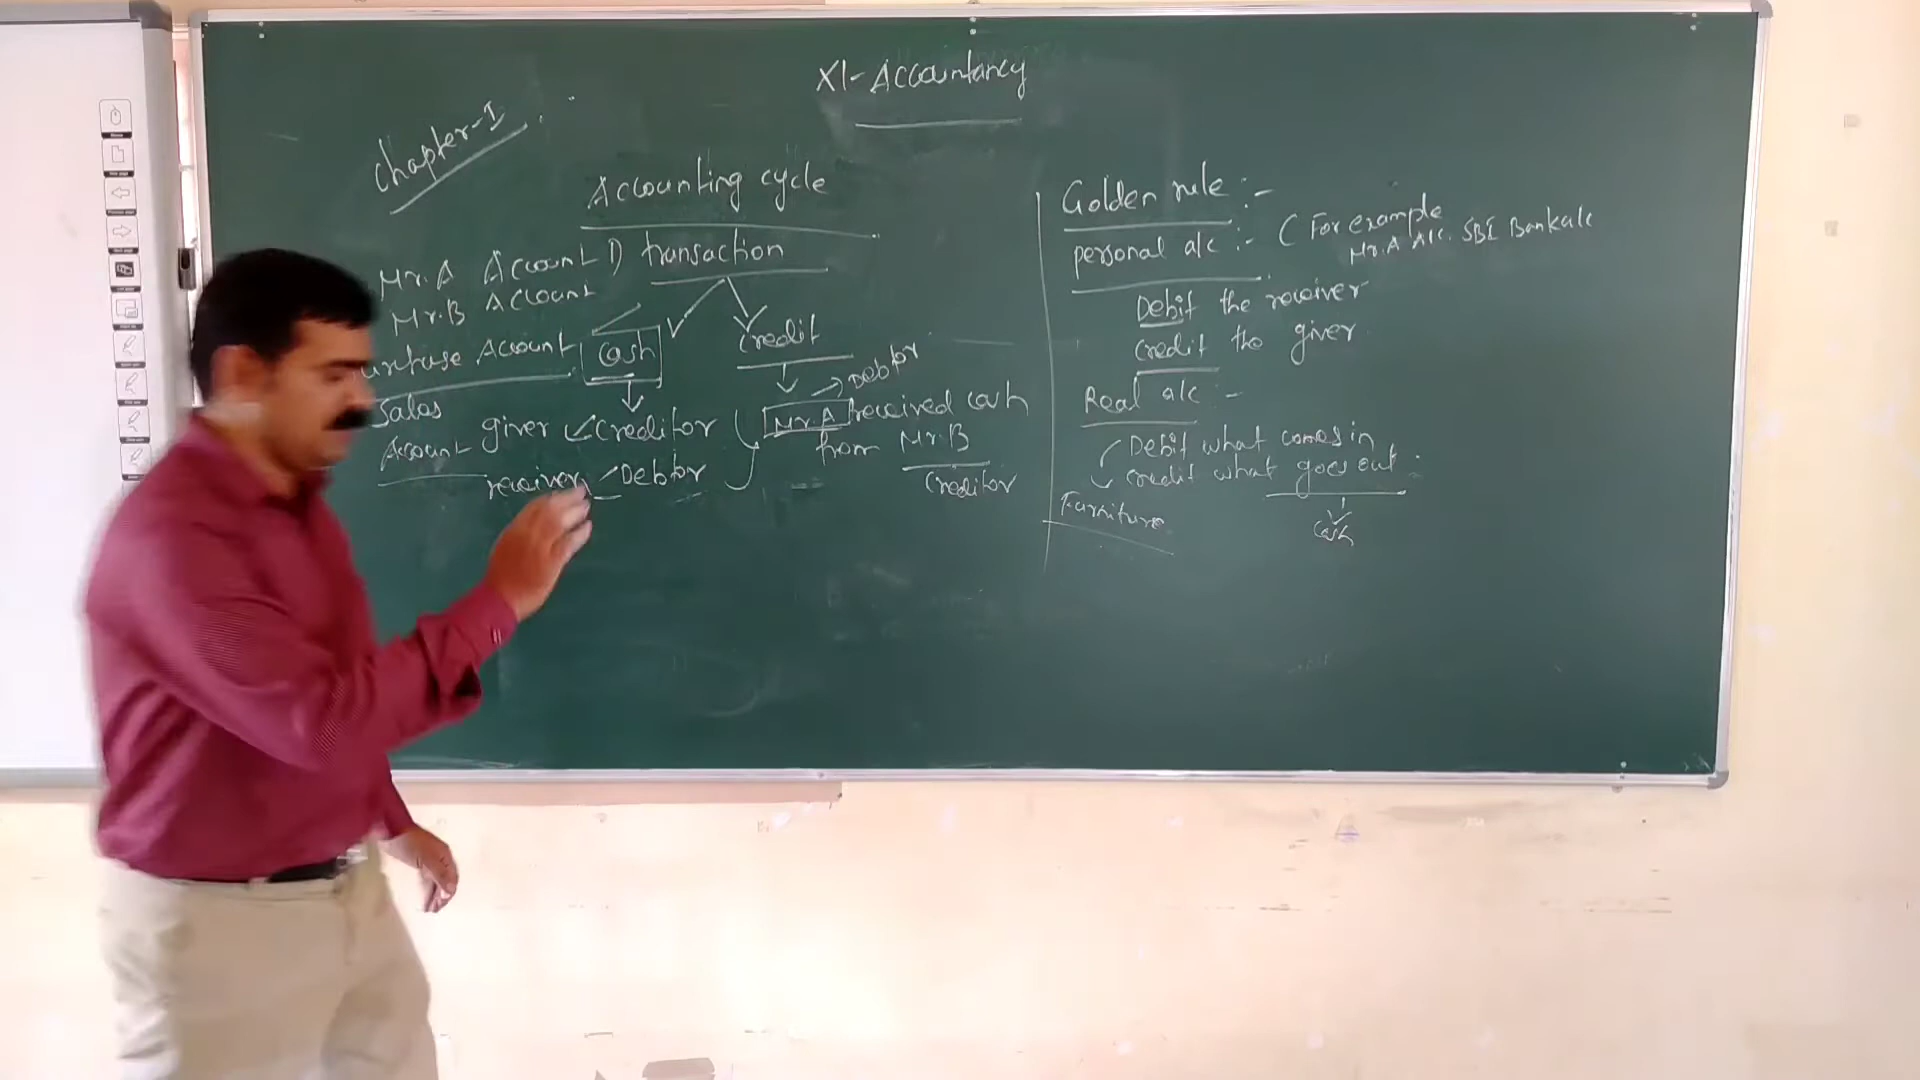 XI-Accountancy
Chapter-I
Accounting cycle
Mr.A Account 1) transaction
Mr.B Account
Account Cash Credit
Debtor
Sales
Account giver Creditor Mr.A received cash
from Mr.B
receiver Debtor Creditor
Golden rule :-
personal a/c :- ( For example
Mr.A A/c. SBI Bank a/c
Debit the receiver
credit the giver
Real a/c :-
Debit what comes in
credit what goes out
Furniture
Cash